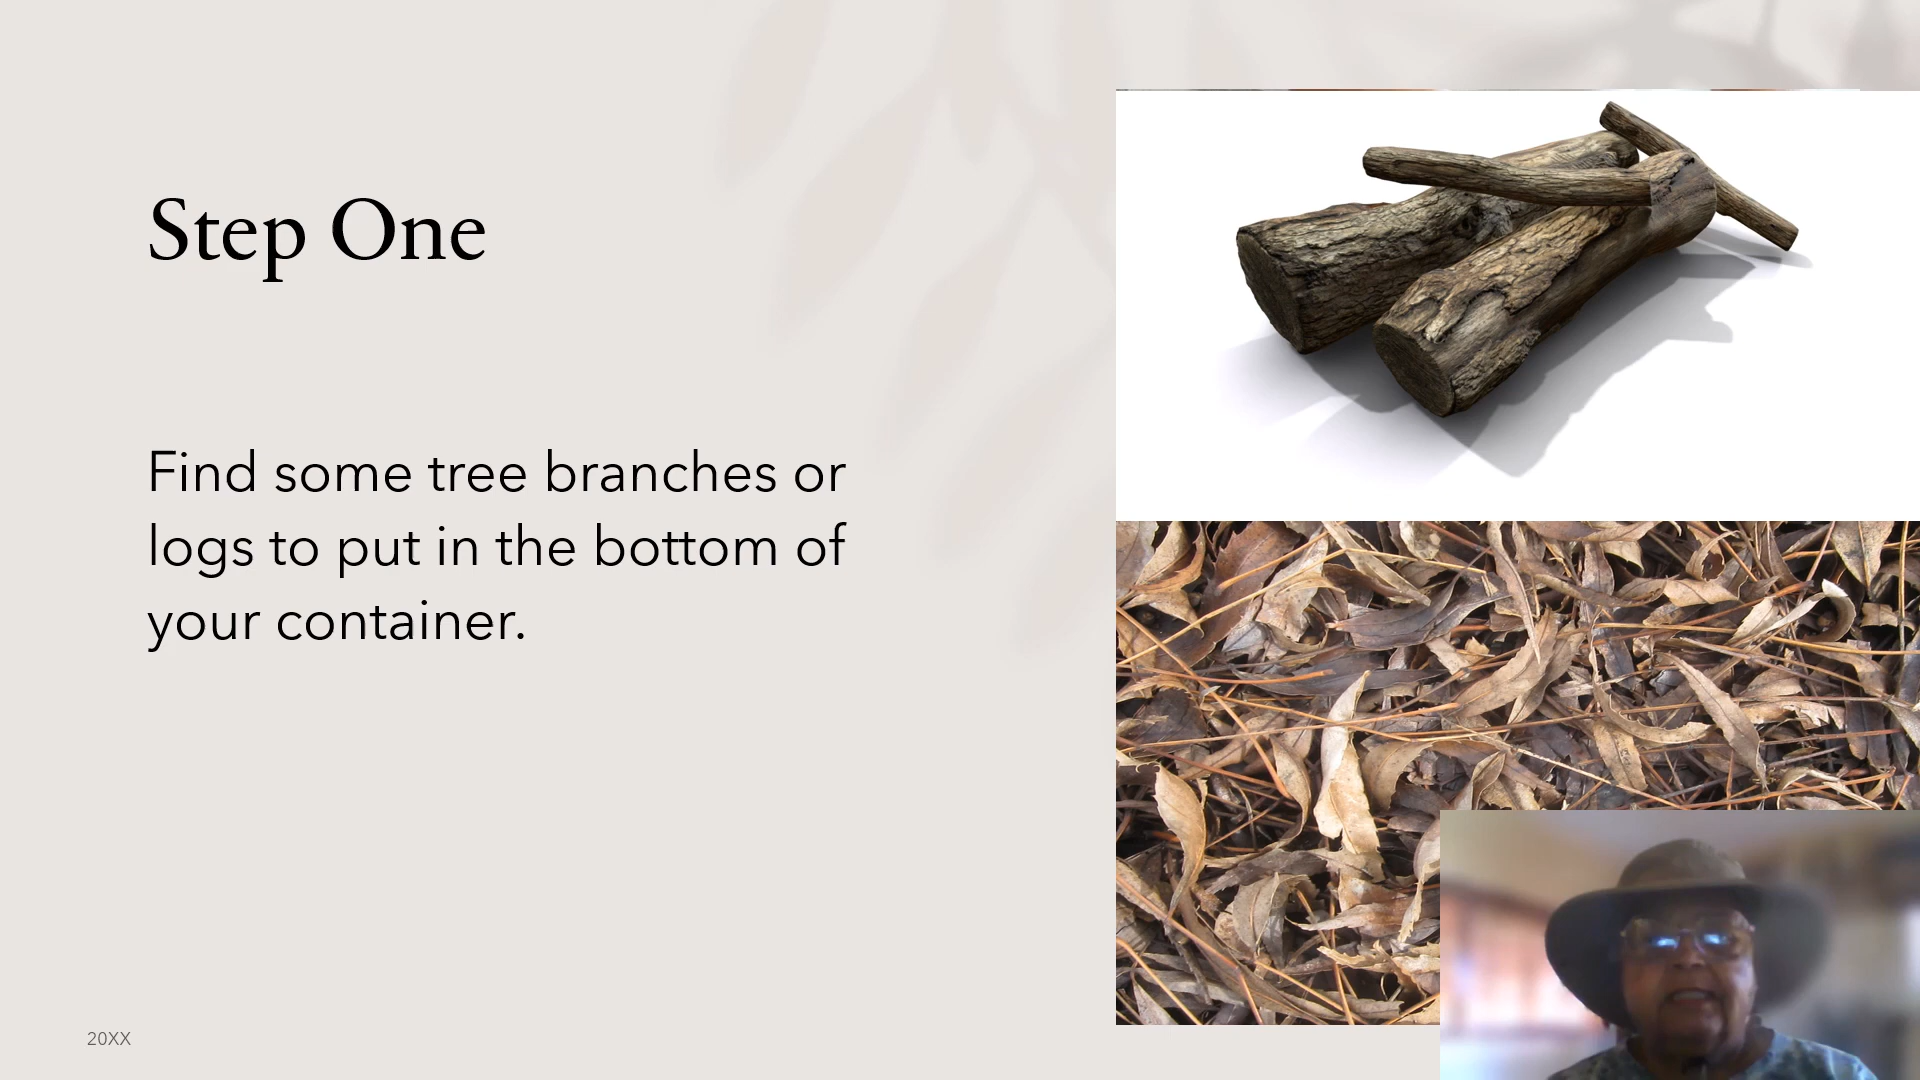 Step One
Find some tree branches or
logs to put in the bottom of
your container.
20XX